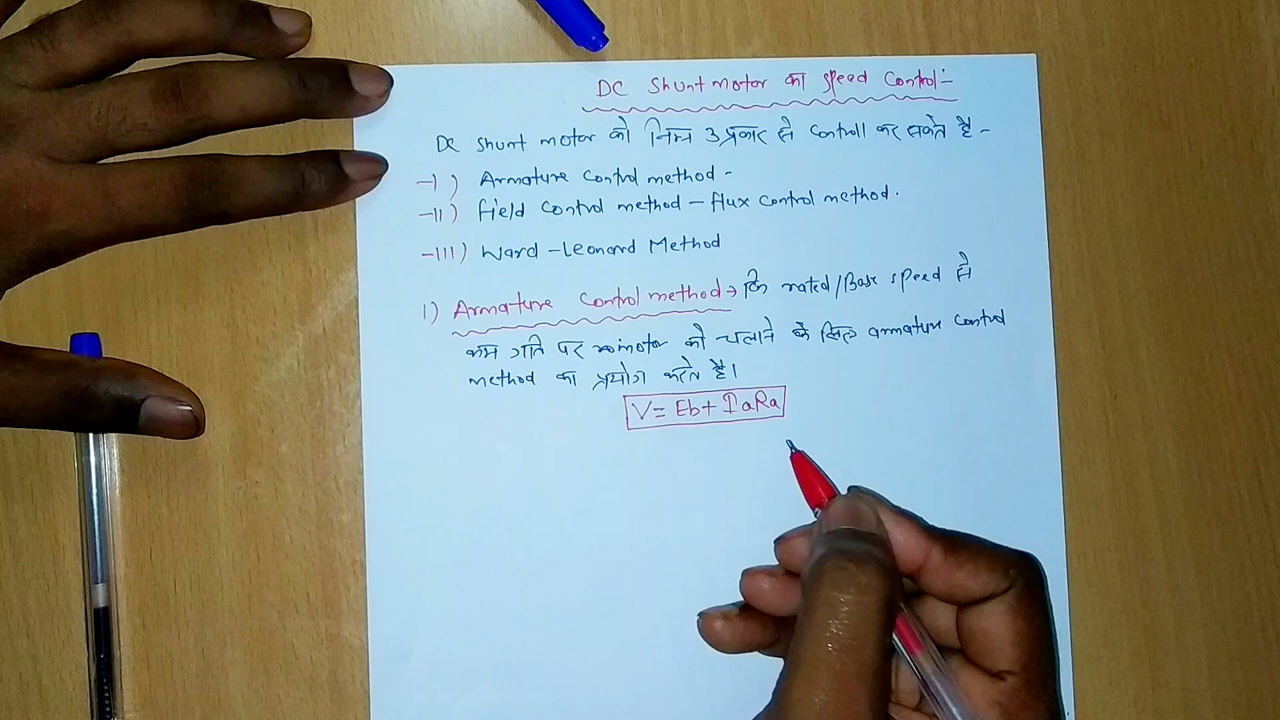 DC Shunt motor का Speed Control:-
DC Shunt motor को निम्न 3 प्रकार से Controll कर सकते है -
-I) Armature Control method -
-II) field Control method - flux Control method.
-III) Ward-Leonard Method
1) Armature Control method → rated/Base speed से
कम गति पर motor को चलाने के लिए armature control
method का प्रयोग करते है।
V = Eb + IaRa